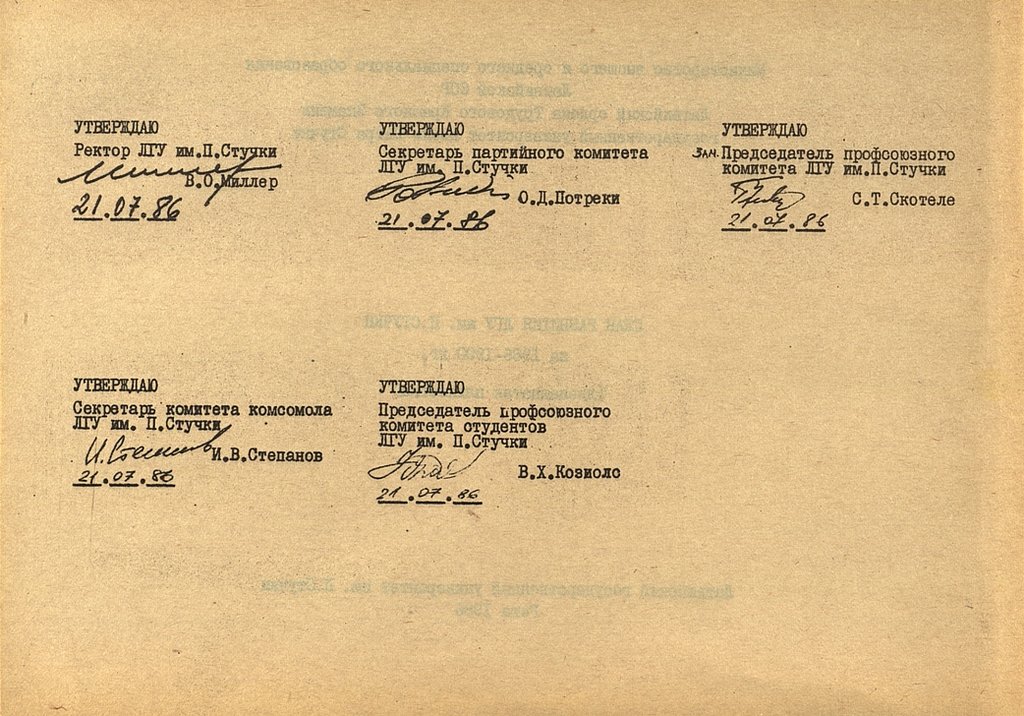 УТВЕРЖДАЮ
Ректор ЛГУ им.П.Стучки
В.О.Миллер
21.07.86
УТВЕРЖДАЮ
Секретарь партийного комитета
ЛГУ им. П.Стучки
О.Д.Потреки
21.07.86
УТВЕРЖДАЮ
Зам. Председатель профсоюзного
комитета ЛГУ им.П.Стучки
С.Т.Скотеле
21.07.86
УТВЕРЖДАЮ
Секретарь комитета комсомола
ЛГУ им. П.Стучки
И.Степанов
И.В.Степанов
21.07.86
УТВЕРЖДАЮ
Председатель профсоюзного
комитета студентов
ЛГУ им. П.Стучки
В.Х.Козиолс
21.07.86